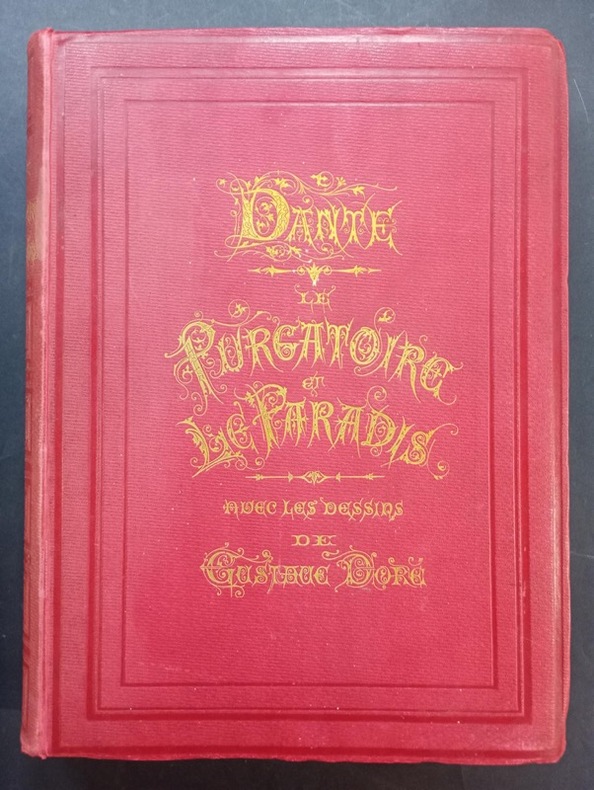 DANTE
LE
PURGATOIRE
ET
LE PARADIS
AVEC LES DESSINS
DE
GUSTAVE DORÉ